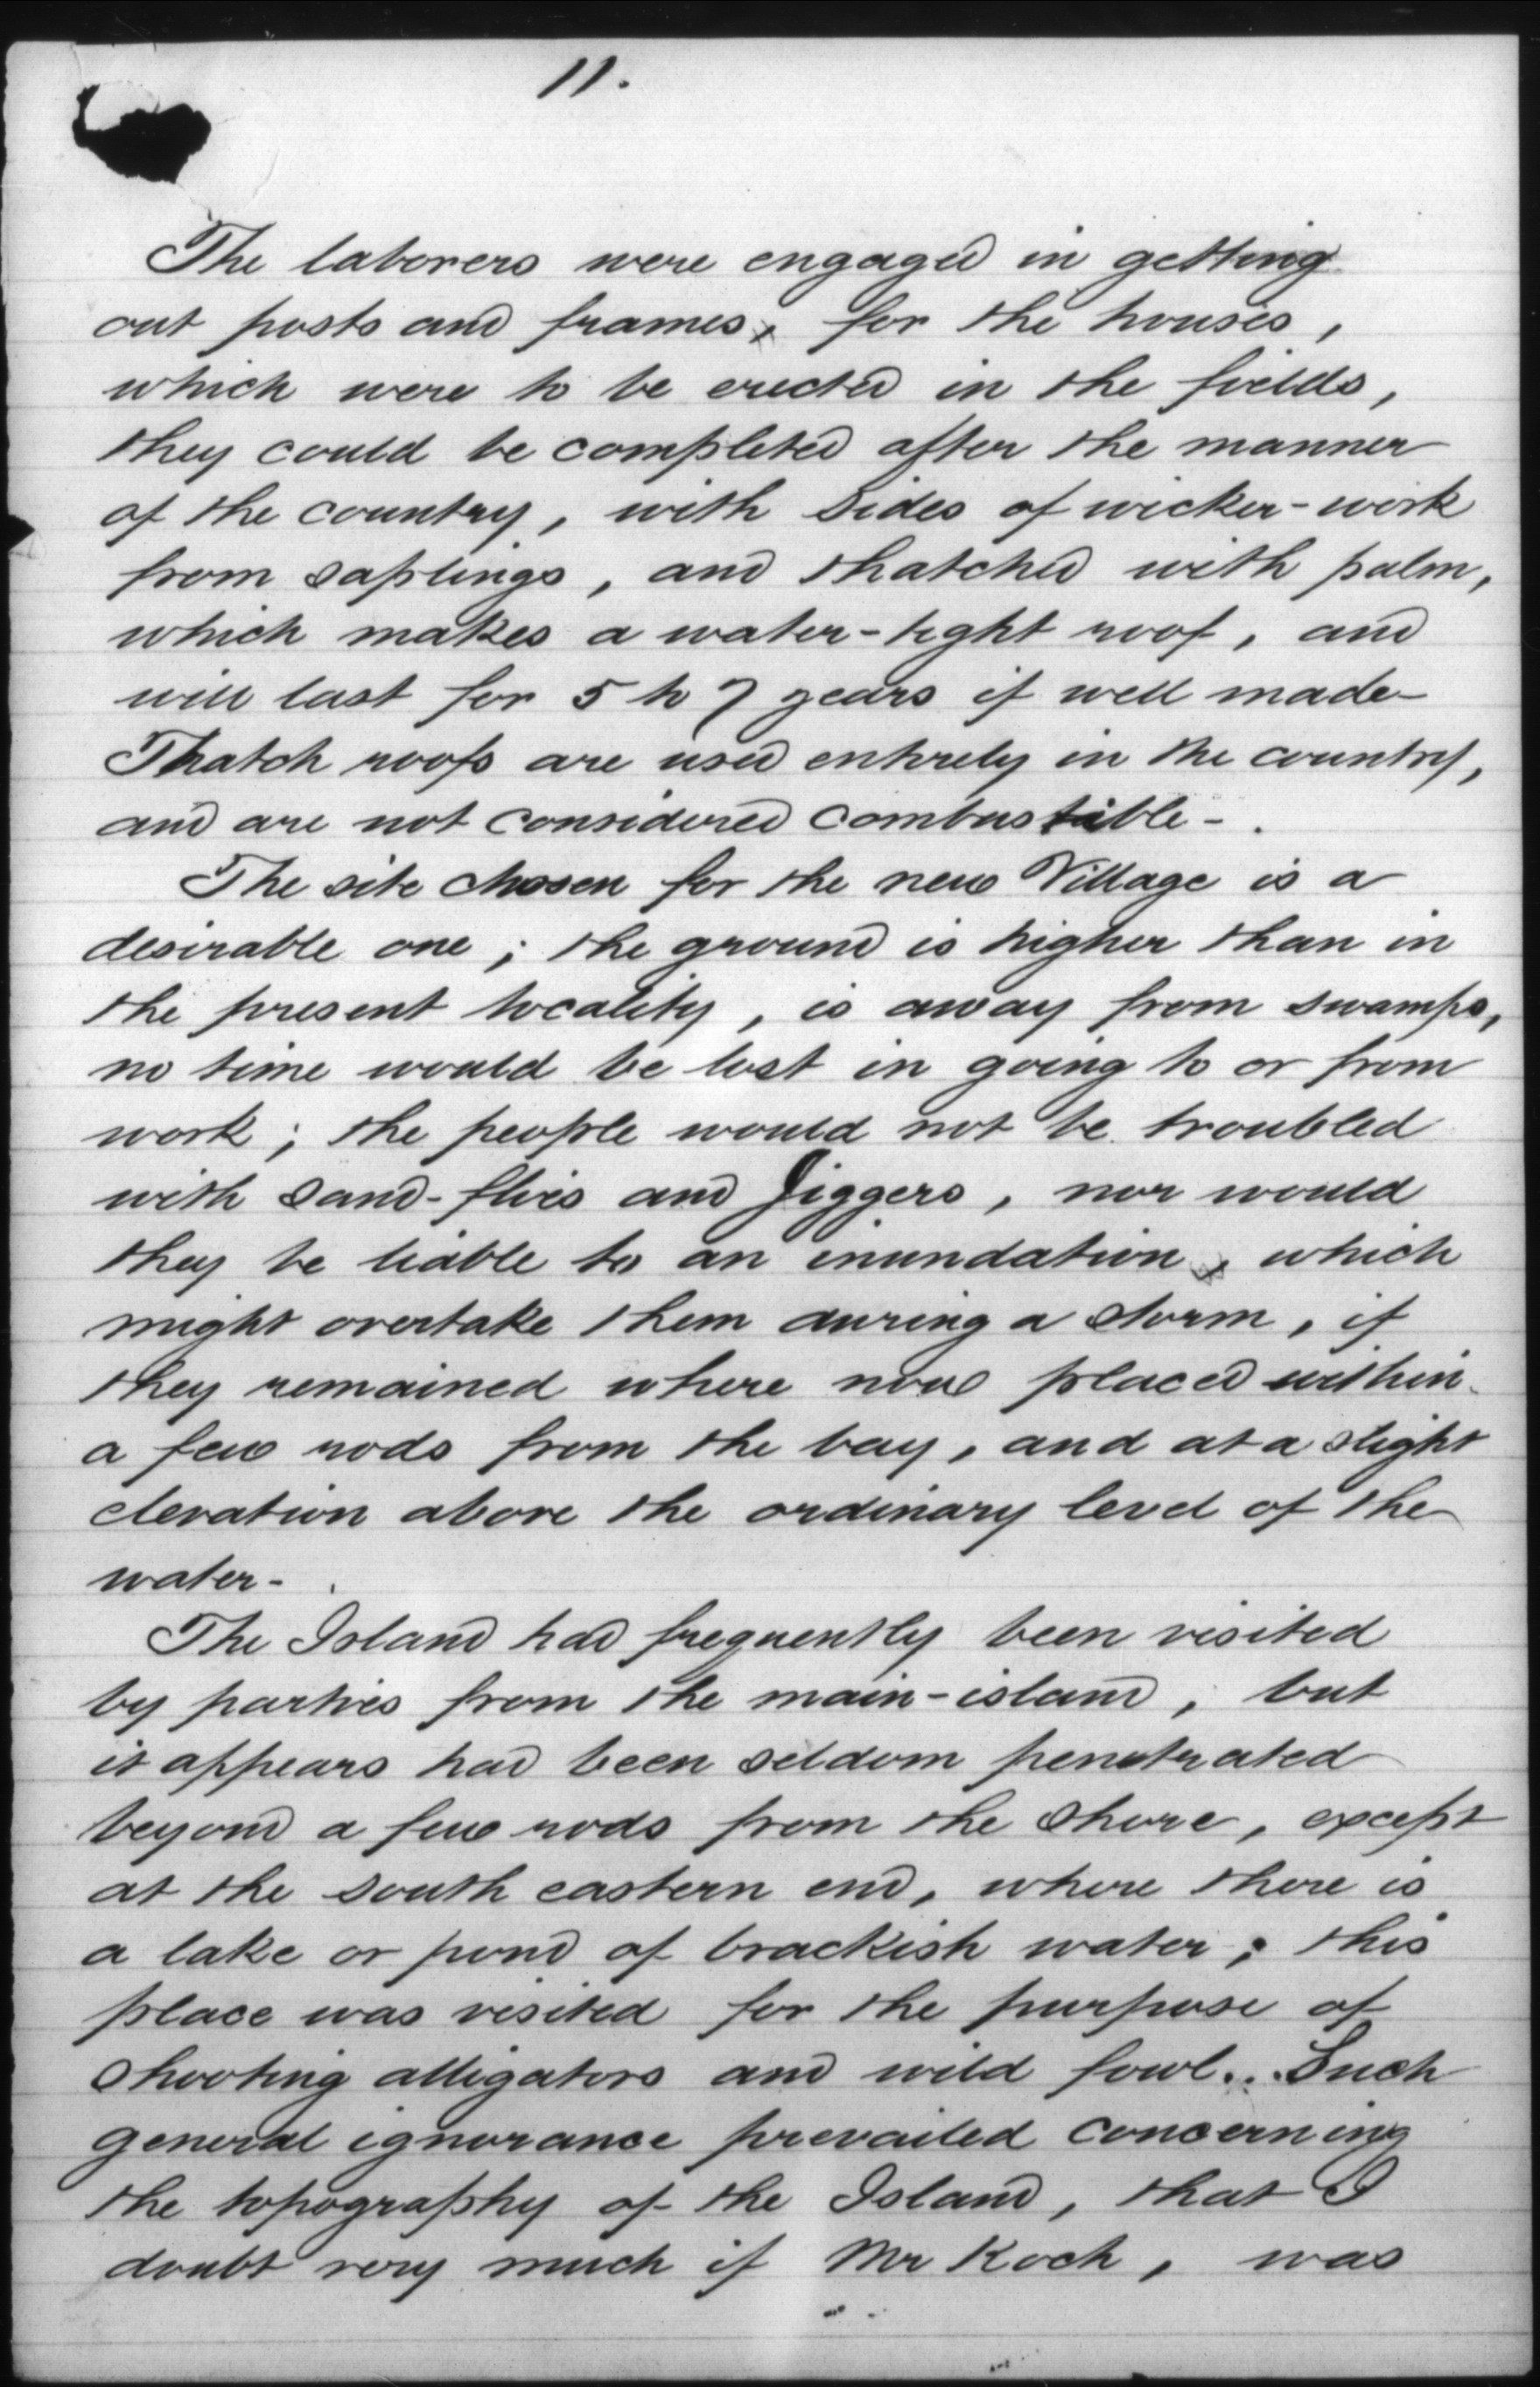 11.
The laborers were engaged in getting
out posts and frames, for the houses,
which were to be erected in the fields,
they could be completed after the manner
of the country, with sides of wicker-work
from saplings, and thatched with palm,
which makes a water-tight roof, and
will last for 5 to 7 years if well made-
Thatch roofs are used entirely in the country,
and are not considered combustible-.
The site chosen for the new Village is a
desirable one; the ground is higher than in
the present locality, is away from swamps,
no time would be lost in going to or from
work; the people would not be troubled
with sand-flies and Jiggers, nor would
they be liable to an inundation, which
might overtake them during a storm, if
they remained where now placed within
a few rods from the bay, and at a slight
elevation above the ordinary level of the
water-.
The Island had frequently been visited
by parties from the main-island, but
it appears had been seldom penetrated
beyond a few rods from the shore, except
at the south eastern end, where there is
a lake or pond of brackish water; this
place was visited for the purpose of
shooting alligators and wild fowl... Such
general ignorance prevailed concerning
the topography of the Island, that I
doubt very much if Mr Koch, was